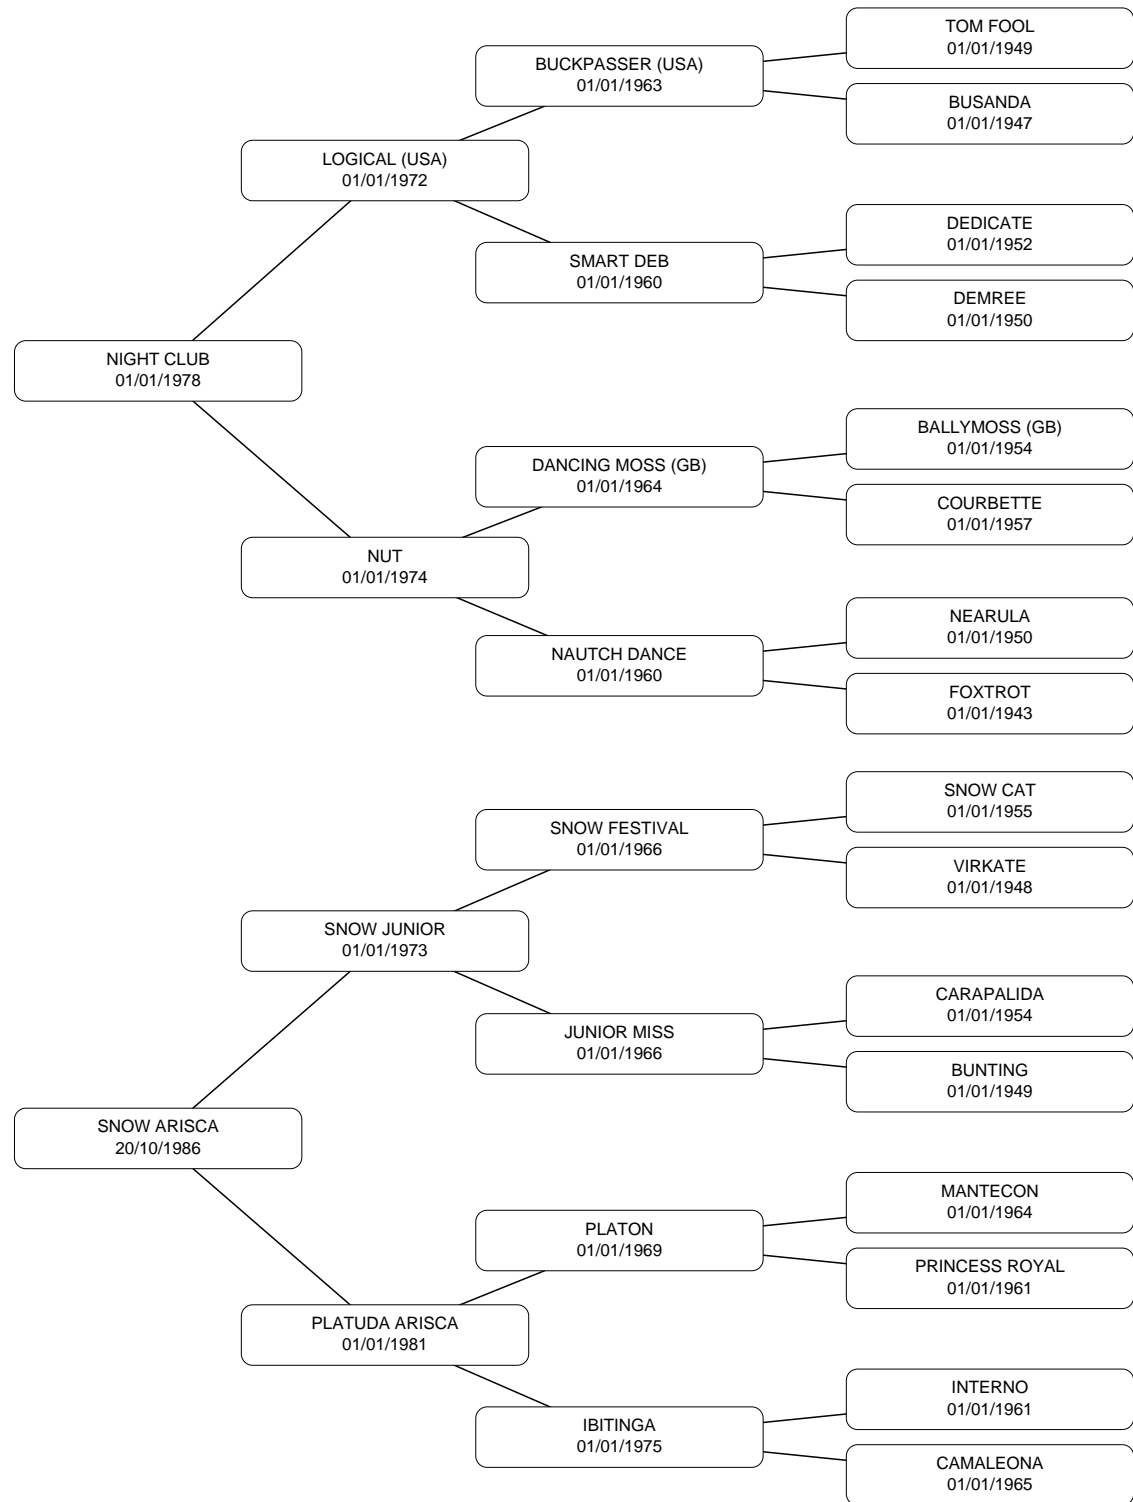 TOM FOOL
01/01/1949
BUCKPASSER (USA)
01/01/1963
BUSANDA
01/01/1947
LOGICAL (USA)
01/01/1972
DEDICATE
01/01/1952
SMART DEB
01/01/1960
DEMREE
01/01/1950
NIGHT CLUB
01/01/1978
BALLYMOSS (GB)
01/01/1954
DANCING MOSS (GB)
01/01/1964
COURBETTE
01/01/1957
NUT
01/01/1974
NEARULA
01/01/1950
NAUTCH DANCE
01/01/1960
FOXTROT
01/01/1943
SNOW CAT
01/01/1955
SNOW FESTIVAL
01/01/1966
VIRKATE
01/01/1948
SNOW JUNIOR
01/01/1973
CARAPALIDA
01/01/1954
JUNIOR MISS
01/01/1966
BUNTING
01/01/1949
SNOW ARISCA
20/10/1986
MANTECON
01/01/1964
PLATON
01/01/1969
PRINCESS ROYAL
01/01/1961
PLATUDA ARISCA
01/01/1981
INTERNO
01/01/1961
IBITINGA
01/01/1975
CAMALEONA
01/01/1965